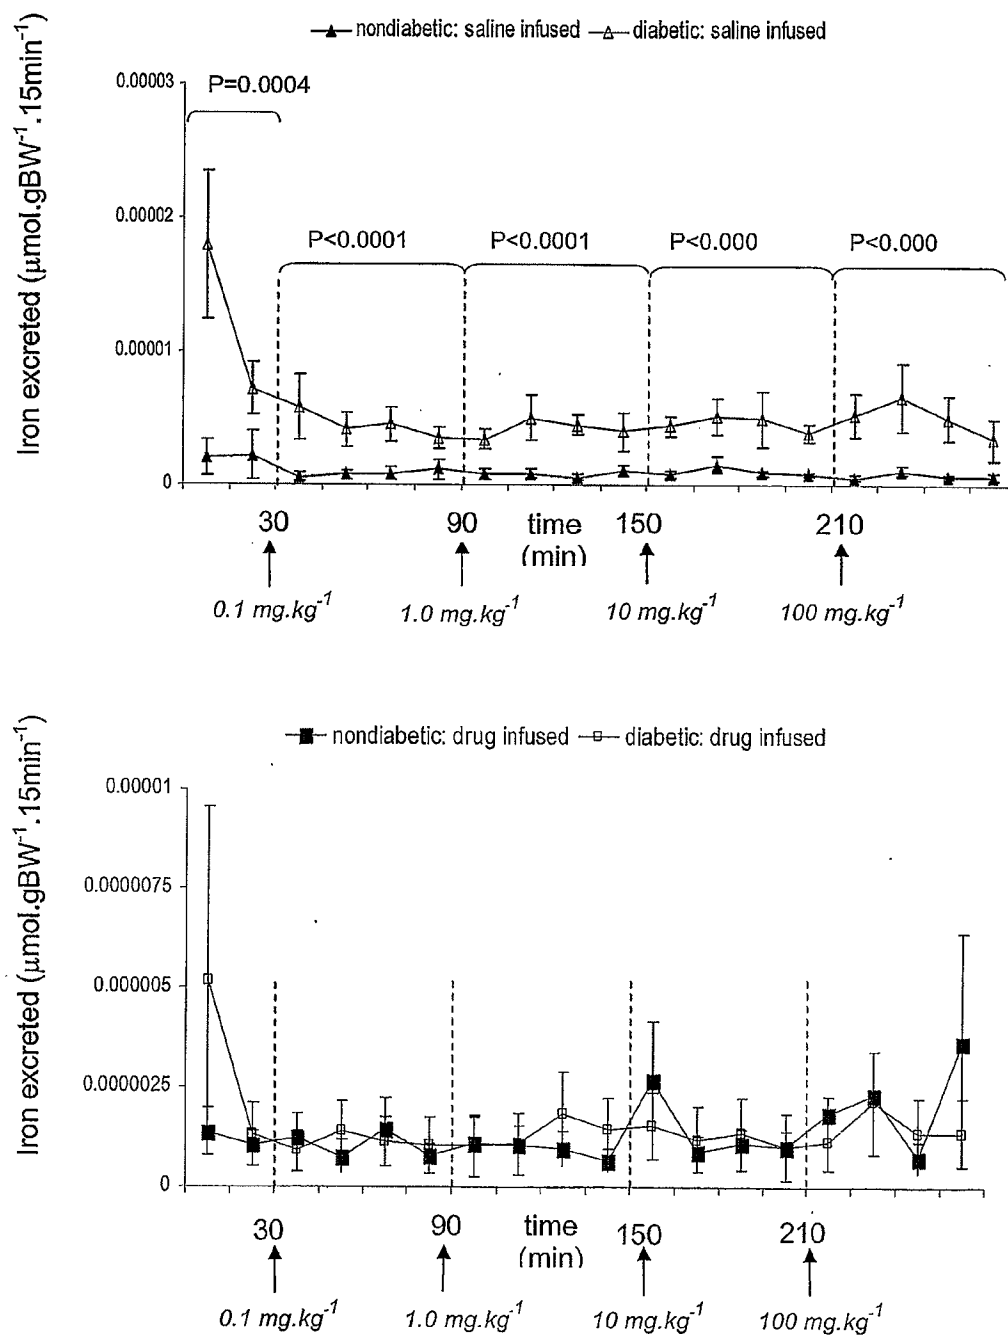 nondiabetic: saline infused diabetic: saline infused
Iron excreted (μmol.gBW⁻¹.15min⁻¹)
0.00003
P=0.0004
0.00002
P<0.0001 P<0.0001 P<0.000 P<0.000
0.00001
0
30 90 time 150 210
(min)
0.1 mg.kg⁻¹ 1.0 mg.kg⁻¹ 10 mg.kg⁻¹ 100 mg.kg⁻¹
nondiabetic: drug infused diabetic: drug infused
Iron excreted (μmol.gBW⁻¹.15min⁻¹)
0.00001
0.0000075
0.000005
0.0000025
0
30 90 time 150 210
(min)
0.1 mg.kg⁻¹ 1.0 mg.kg⁻¹ 10 mg.kg⁻¹ 100 mg.kg⁻¹